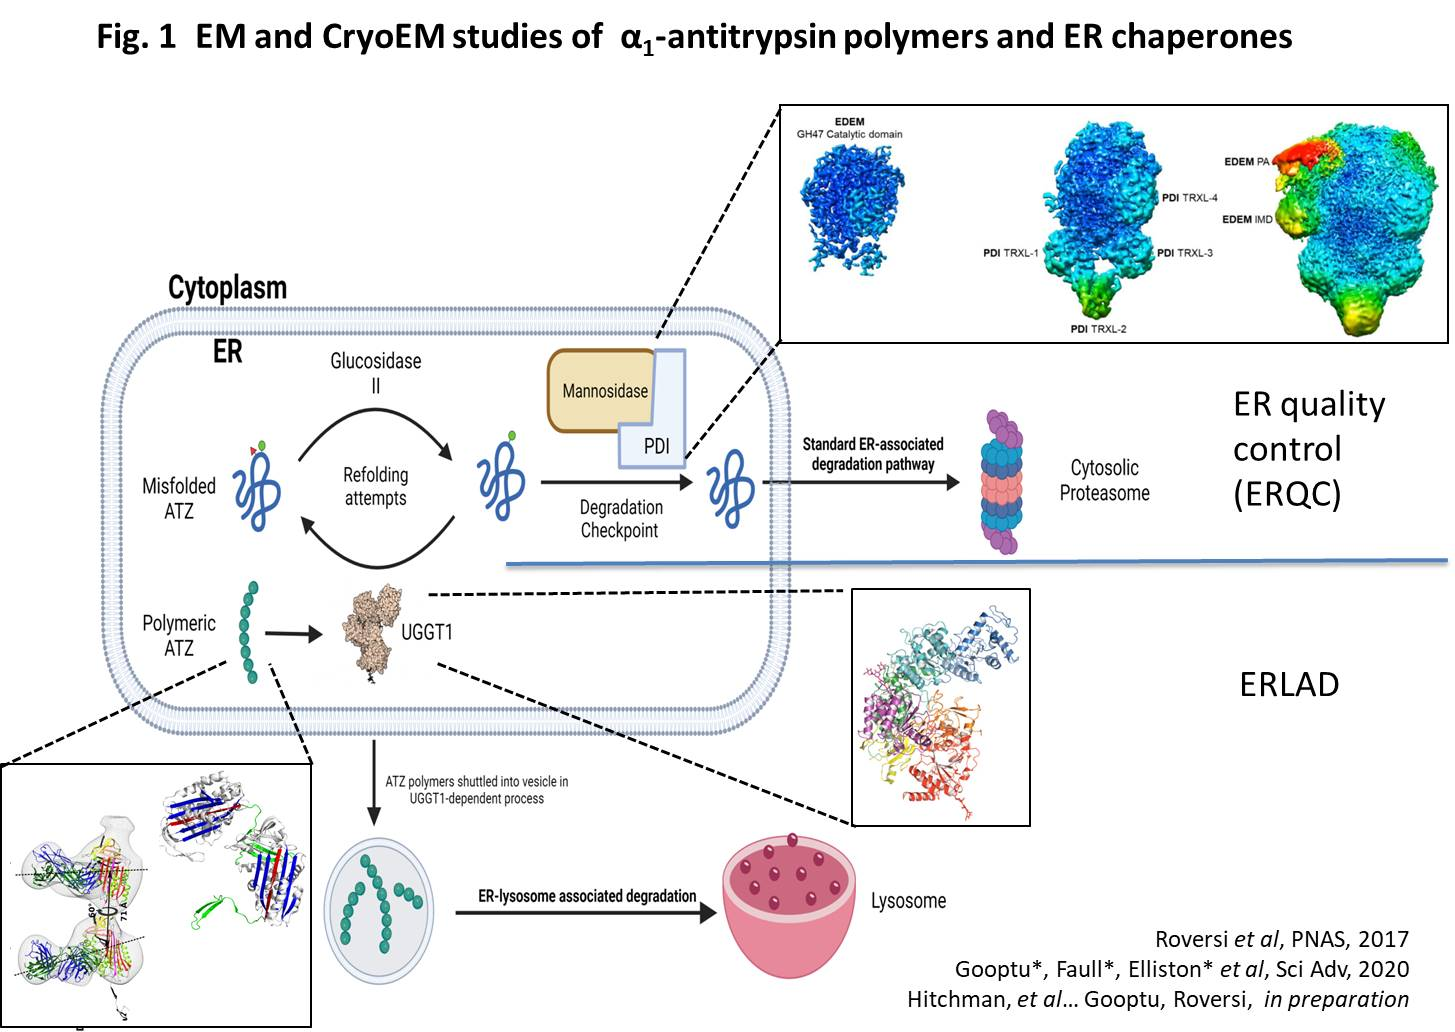 Fig. 1  EM and CryoEM studies of  α₁-antitrypsin polymers and ER chaperones
EDEM
GH47 Catalytic domain
PDI TRXL-1
PDI TRXL-4
PDI TRXL-3
PDI TRXL-2
EDEM PA
EDEM IMD
Cytoplasm
ER
Glucosidase
II
Mannosidase
PDI
Misfolded
ATZ
Refolding
attempts
Degradation
Checkpoint
Standard ER-associated
degradation pathway
Cytosolic
Proteasome
ER quality
control
(ERQC)
Polymeric
ATZ
UGGT1
ERLAD
60°
71 Å
ATZ polymers shuttled into vesicle in
UGGT1-dependent process
ER-lysosome associated degradation
Lysosome
Roversi et al, PNAS, 2017
Gooptu*, Faull*, Elliston* et al, Sci Adv, 2020
Hitchman, et al… Gooptu, Roversi,  in preparation